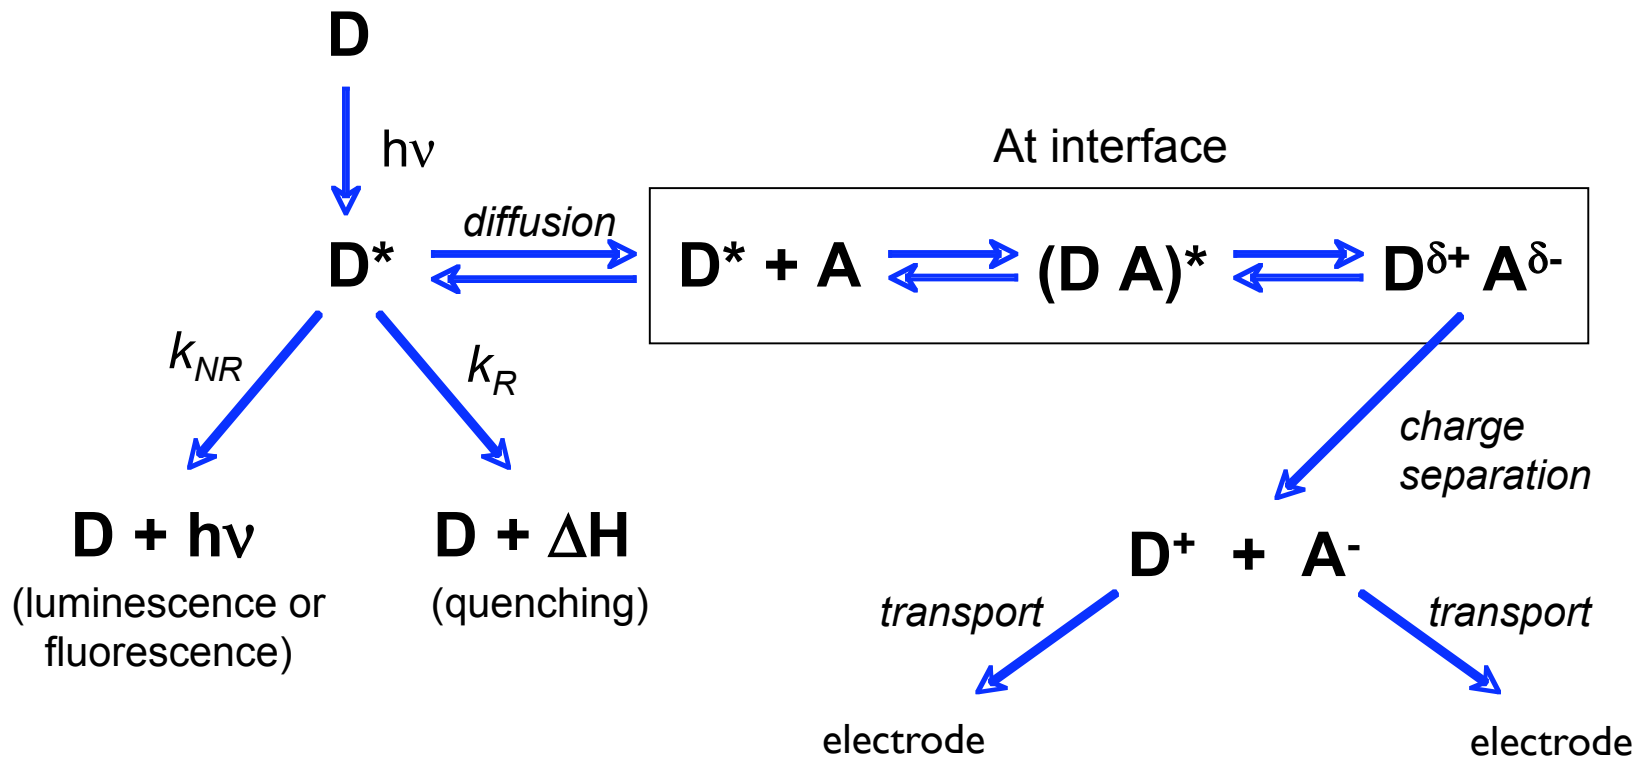 D
hν
At interface
diffusion
D*
D* + A
(D A)*
Dδ+ Aδ-
kNR
kR
charge
separation
D + hν
D + ΔH
(luminescence or
fluorescence)
(quenching)
D+ + A-
transport
transport
electrode
electrode